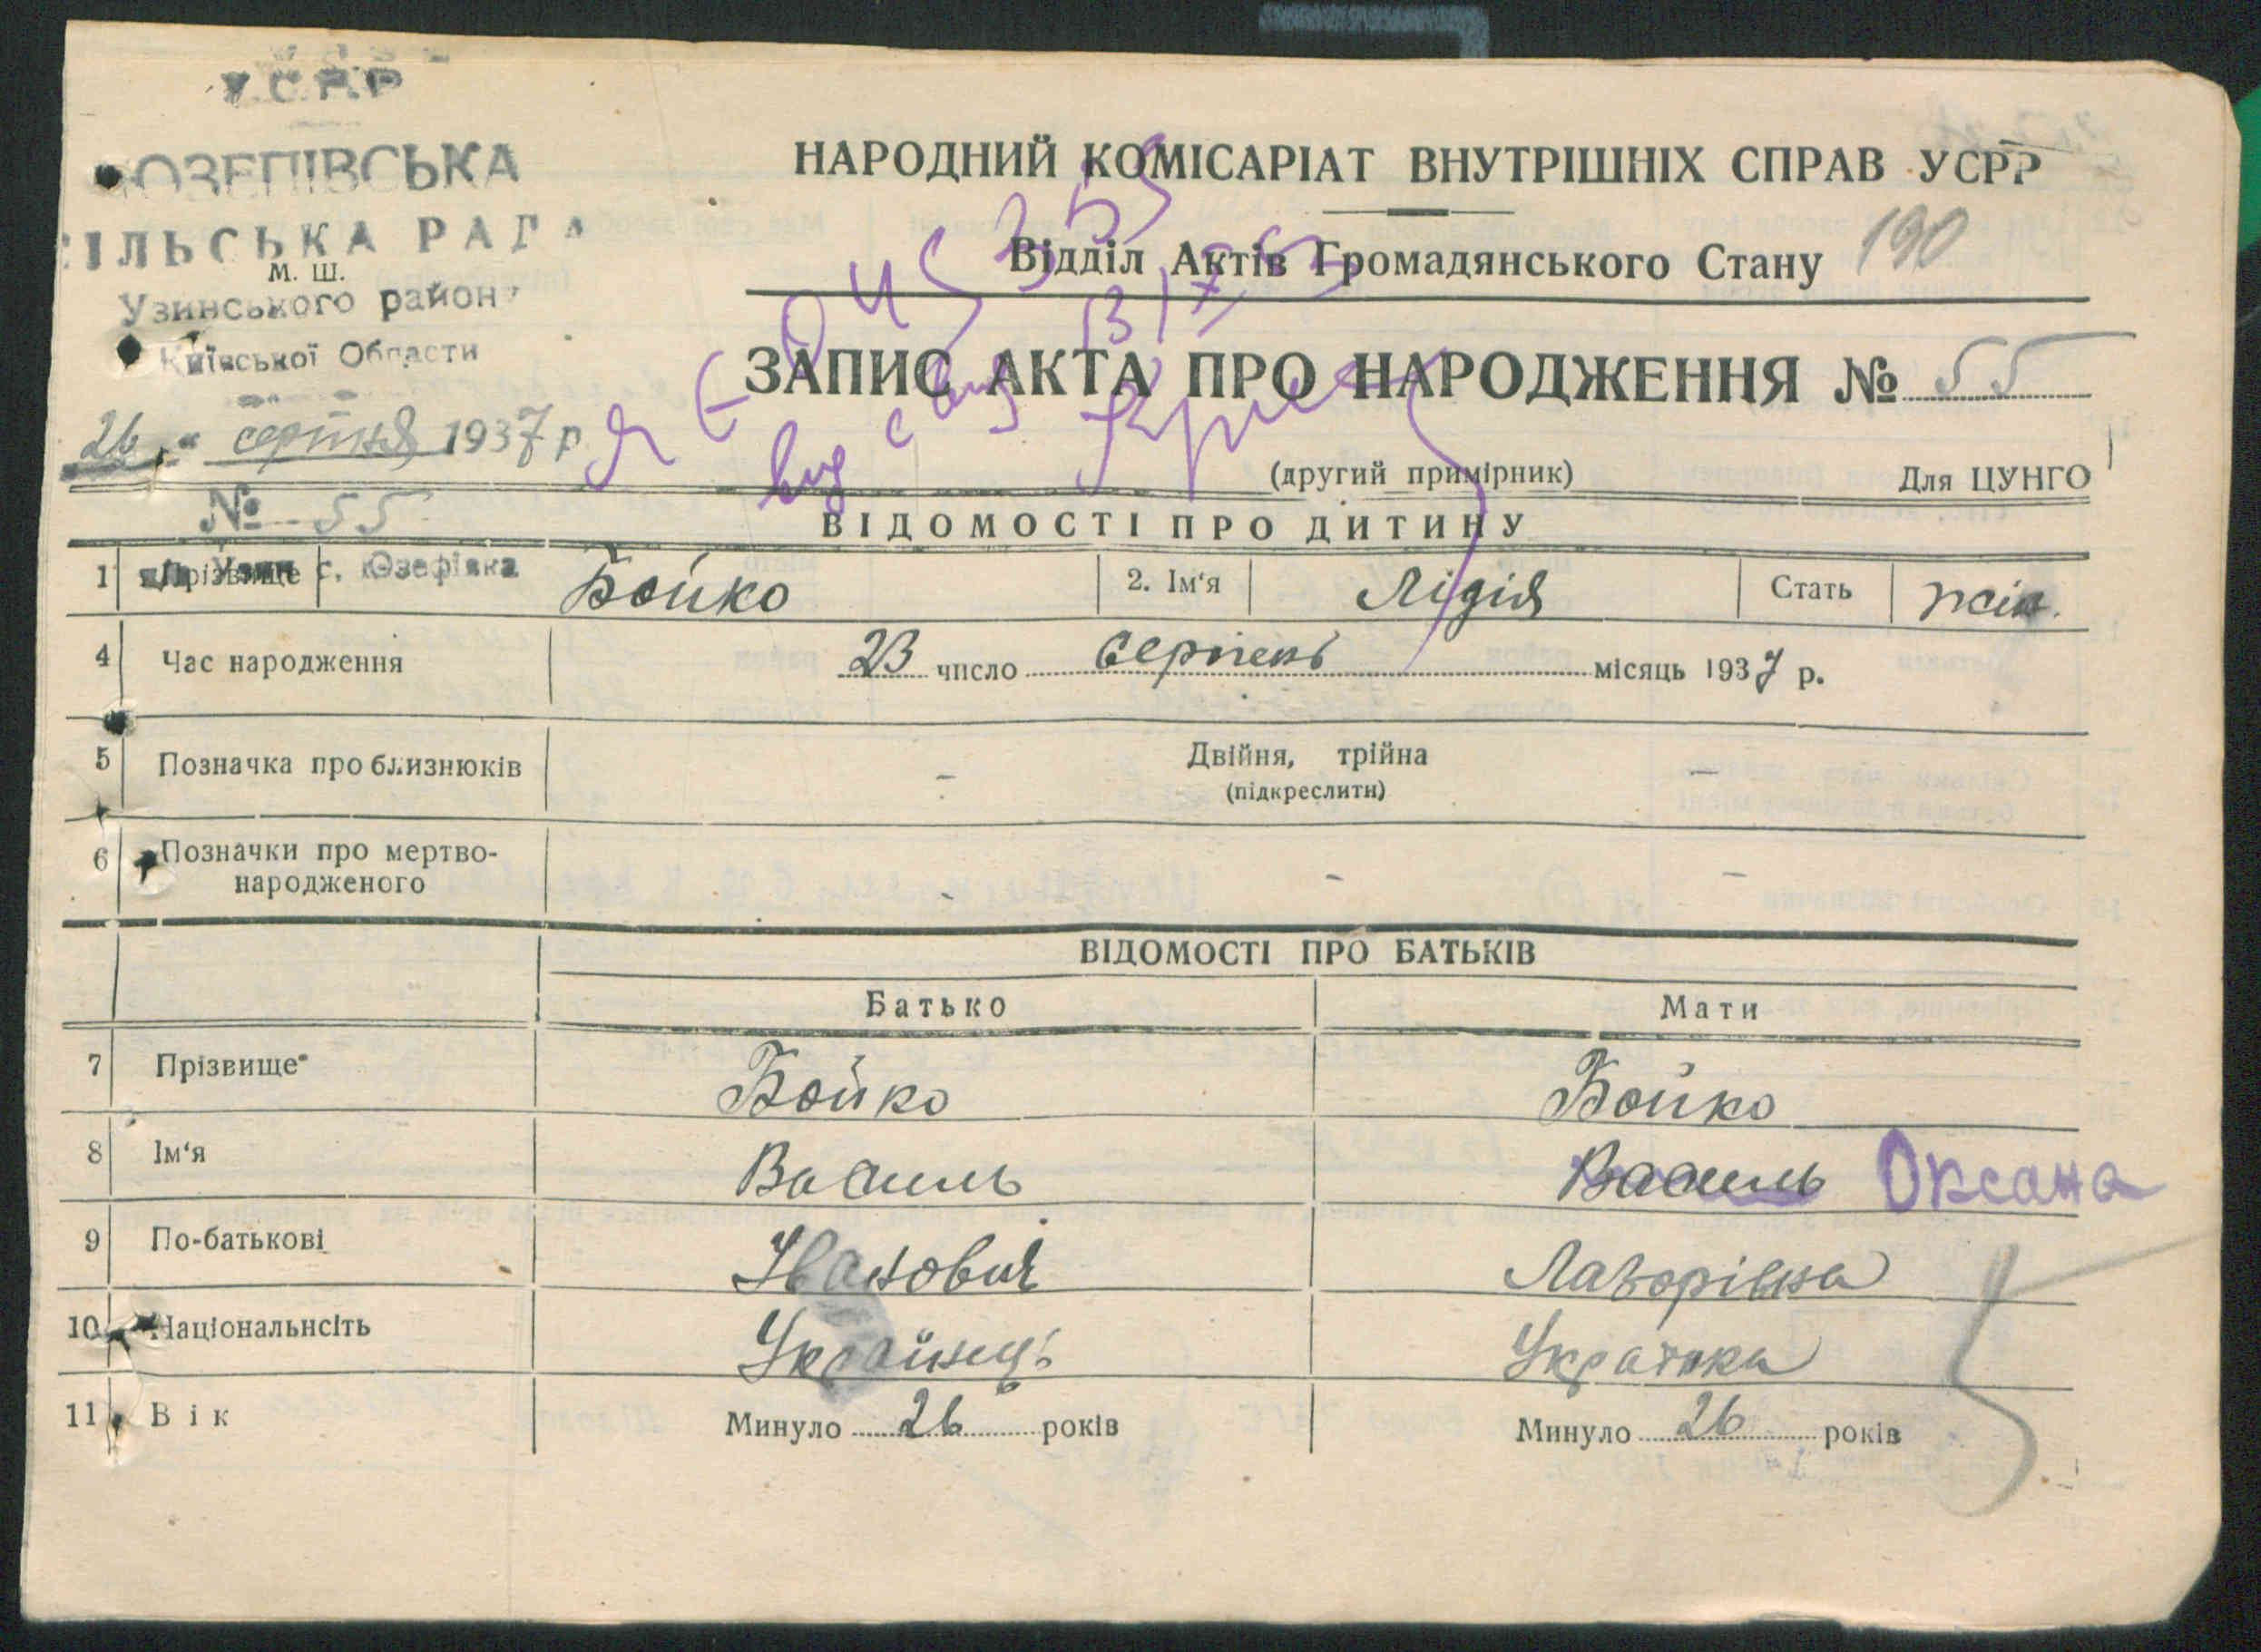 УСРР
ЮЗЕПІВСЬКА
СІЛЬСЬКА РАДА
М. Ш.
Узинського району
Київської Области
26 " серпня 1937 р.
№ 55
с. Юзефівка
НАРОДНИЙ КОМІСАРІАТ ВНУТРІШНІХ СПРАВ УСРР
Відділ Актів Громадянського Стану 190
ЗАПИС АКТА ПРО НАРОДЖЕННЯ № 55
(другий примірник) Для ЦУНГО
ВІДОМОСТІ ПРО ДИТИНУ
1 Прізвище Бойко 2. Ім'я Лідія Стать жін.
4 Час народження 23 число серпень місяць 1937 р.
5 Позначка про близнюків - Двійня, трійна -
(підкреслити)
6 Позначки про мертво-
народженого - - -
ВІДОМОСТІ ПРО БАТЬКІВ
Батько Мати
7 Прізвище Бойко Бойко
8 Ім'я Василь Василь Оксана
9 По-батькові Іванович Лазорівна
10 Національнсіть Українець Українка
11 Вік Минуло 26 років Минуло 26 років